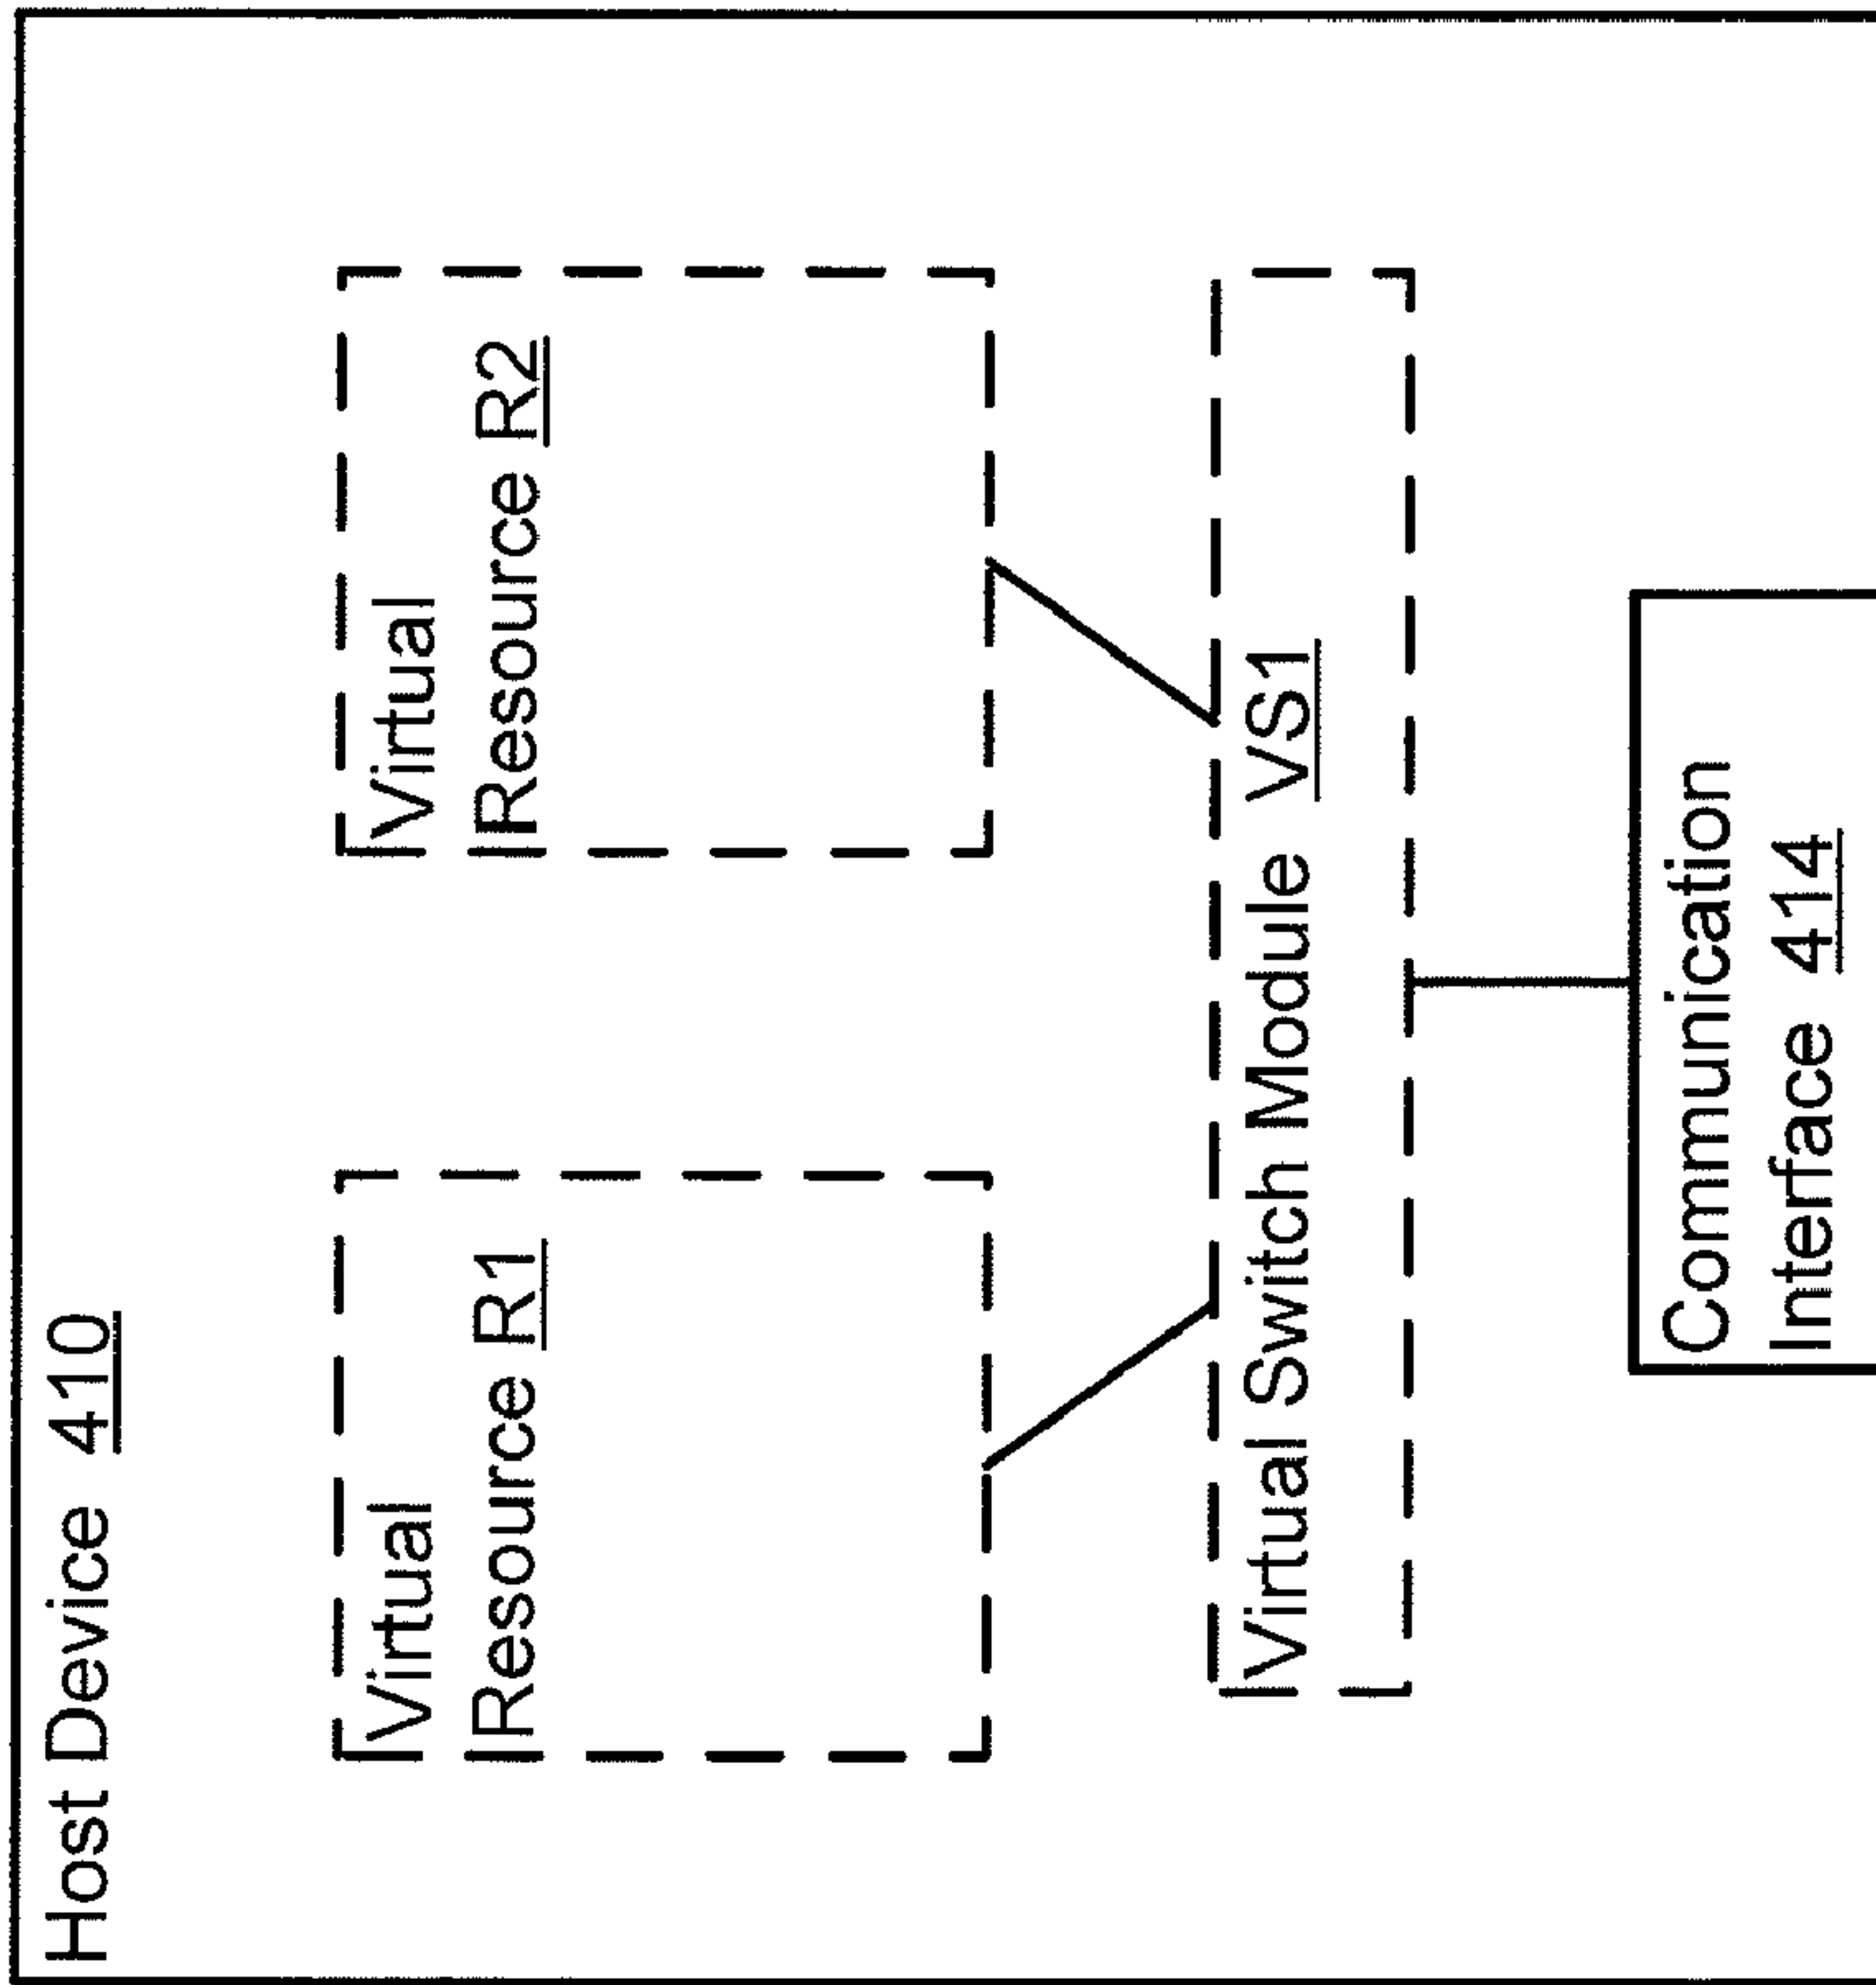 Host Device 410
Virtual
Resource R1
Virtual
Resource R2
Virtual Switch Module VS1
Communication
Interface 414